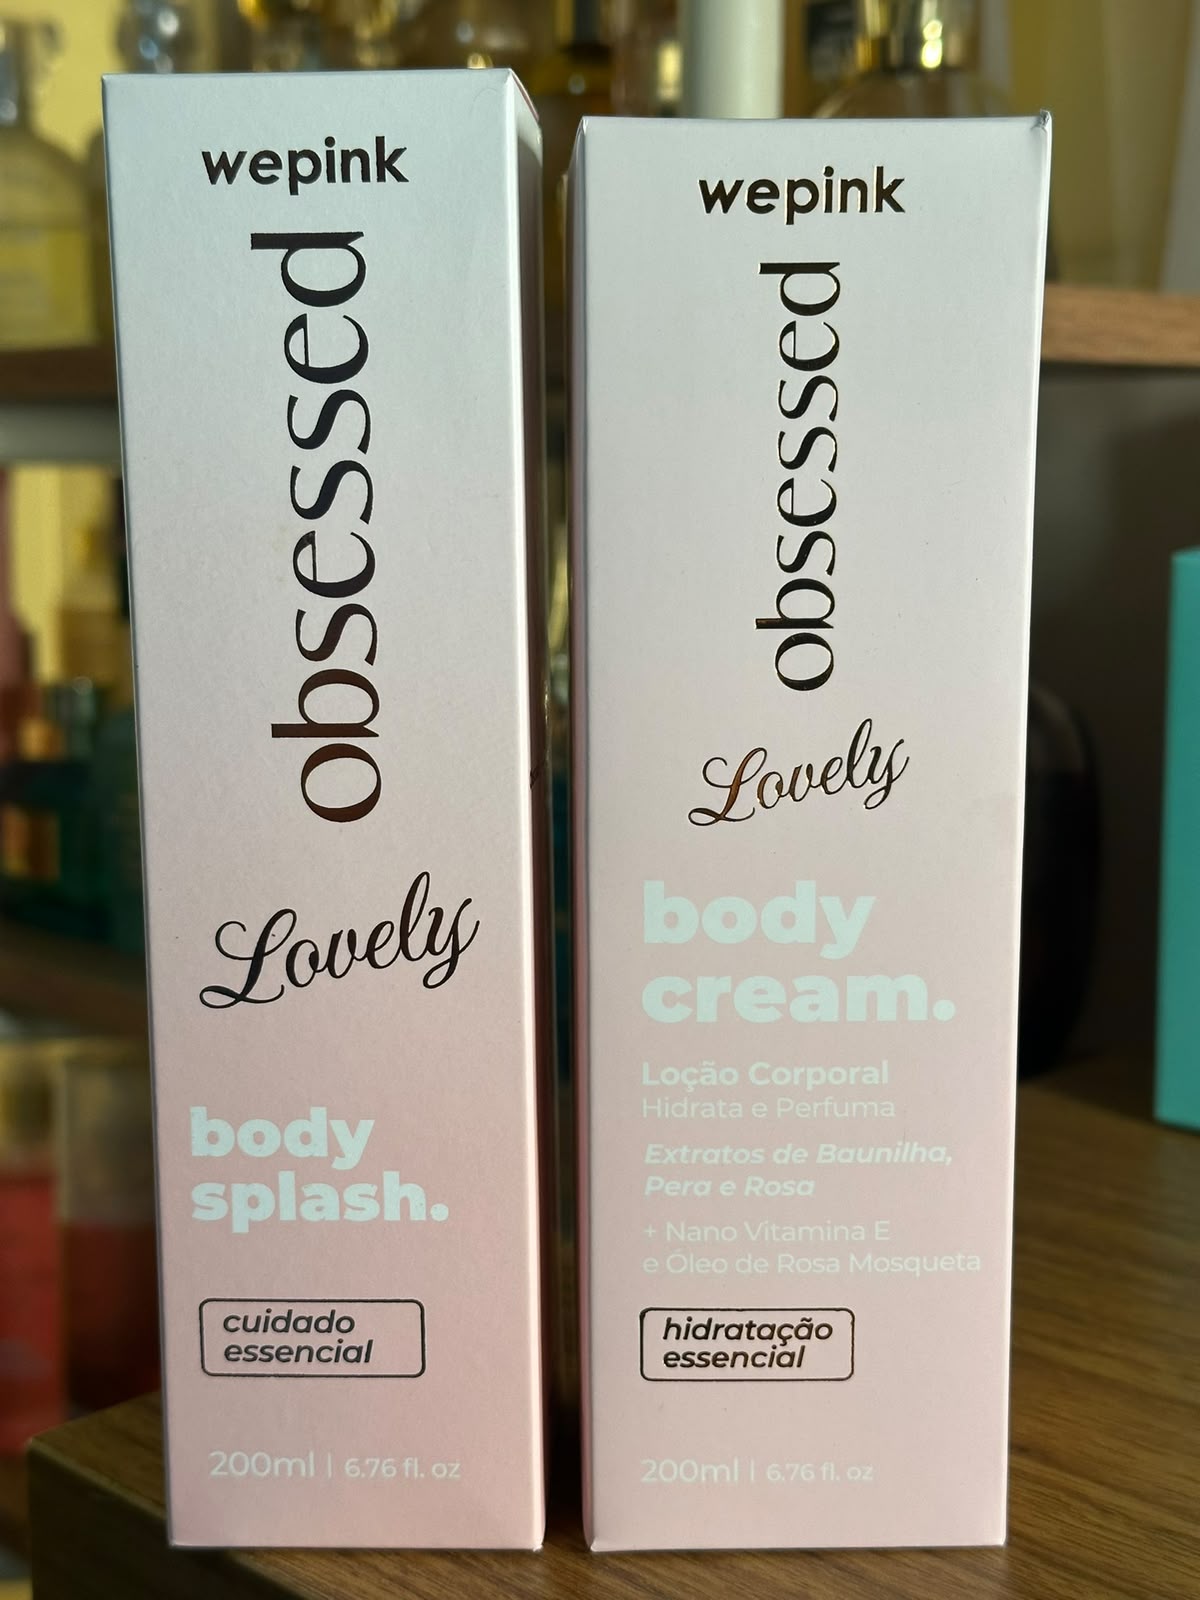 wepink
obsessed
Lovely
body
splash.
cuidado
essencial
200ml | 6.76 fl. oz
wepink
obsessed
Lovely
body
cream.
Loção Corporal
Hidrata e Perfuma
Extratos de Baunilha,
Pera e Rosa
+ Nano Vitamina E
e Óleo de Rosa Mosqueta
hidratação
essencial
200ml | 6.76 fl. oz